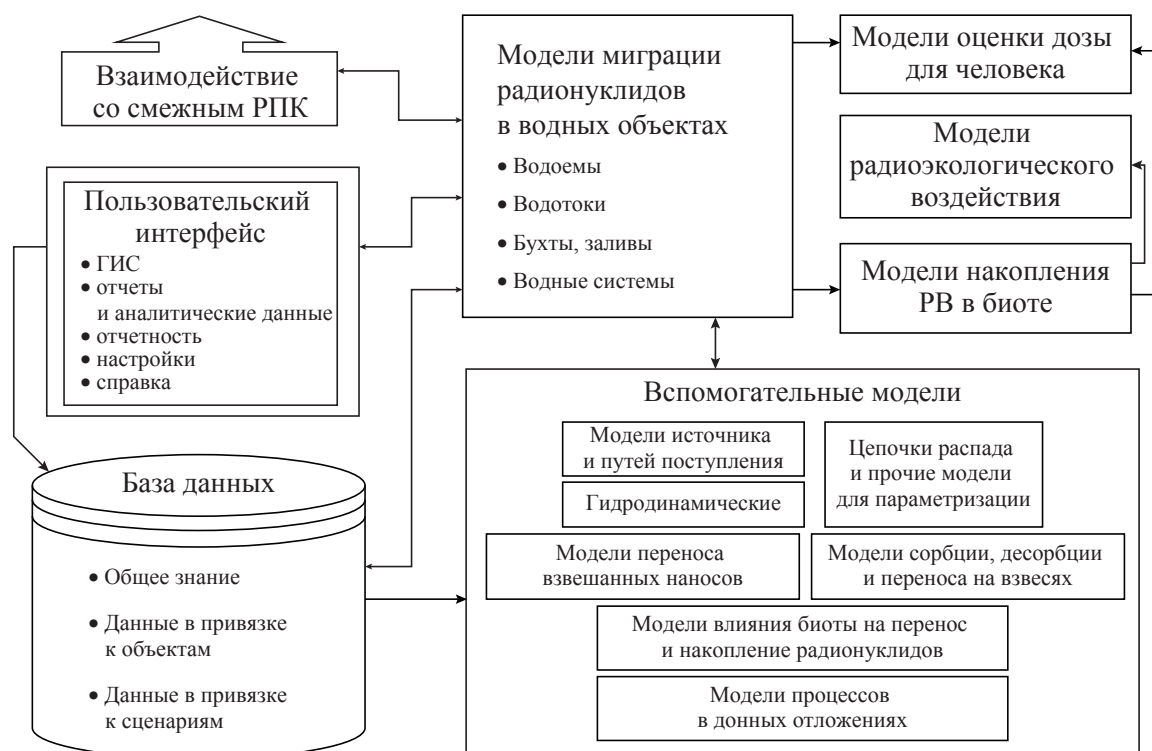 Взаимодействие
со смежным РПК
Пользовательский
интерфейс
• ГИС
• отчеты
и аналитические данные
• отчетность
• настройки
• справка
База данных
• Общее знание
• Данные в привязке
к объектам
• Данные в привязке
к сценариям
Модели миграции
радионуклидов
в водных объектах
• Водоемы
• Водотоки
• Бухты, заливы
• Водные системы
Модели оценки дозы
для человека
Модели
радиоэкологического
воздействия
Модели накопления
РВ в биоте
Вспомогательные модели
Модели источника
и путей поступления
Цепочки распада
и прочие модели
для параметризации
Гидродинамические
Модели переноса
взвешанных наносов
Модели сорбции, десорбции
и переноса на взвесях
Модели влияния биоты на перенос
и накопление радионуклидов
Модели процессов
в донных отложениях